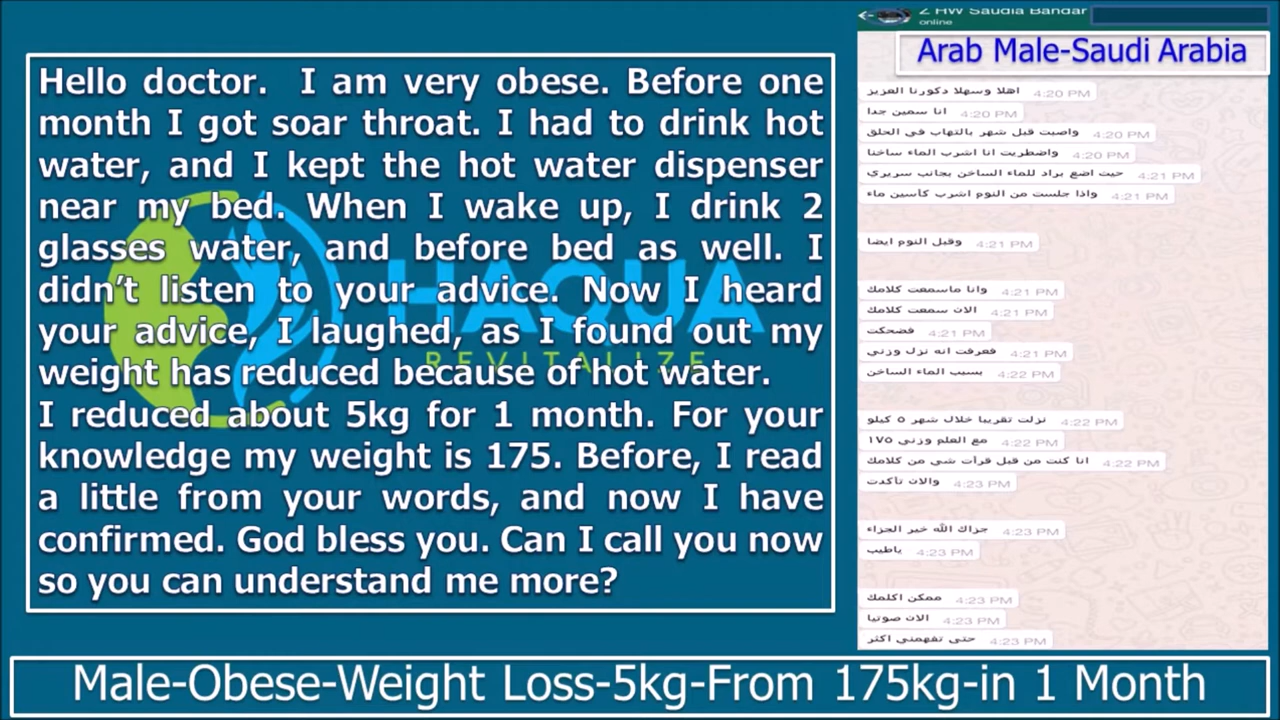 Hello doctor. I am very obese. Before one
month I got soar throat. I had to drink hot
water, and I kept the hot water dispenser
near my bed. When I wake up, I drink 2
glasses water, and before bed as well. I
didn't listen to your advice. Now I heard
your advice, I laughed, as I found out my
weight has reduced because of hot water.
I reduced about 5kg for 1 month. For your
knowledge my weight is 175. Before, I read
a little from your words, and now I have
confirmed. God bless you. Can I call you now
so you can understand me more?
HAQUA
REVITALIZE
2 HW Saudia Bandar
online
Arab Male-Saudi Arabia
اهلا وسهلا دكورنا العزيز 4:20 PM
انا سمين جدا 4:20 PM
واصبت قبل شهر بالتهاب في الحلق 4:20 PM
واضطريت انا اشرب الماء ساخنا 4:20 PM
حيث اضع براد للماء الساخن بجانب سريري 4:21 PM
واذا جلست من النوم اشرب كأسين ماء 4:21 PM
وقبل النوم ايضا 4:21 PM
وانا ماسمعت كلامك 4:21 PM
الان سمعت كلامك 4:21 PM
فضحكت 4:21 PM
فعرفت انه نزل وزني 4:21 PM
بسبب الماء الساخن 4:22 PM
نزلت تقريبا خلال شهر ٥ كيلو 4:22 PM
مع العلم وزني ١٧٥ 4:22 PM
انا كنت من قبل قرآت شي من كلامك 4:22 PM
والان تأكدت 4:23 PM
جزاك الله خير الجزاء 4:23 PM
ياطيب 4:23 PM
ممكن اكلمك 4:23 PM
الان صوتيا 4:23 PM
حتى تفهمني اكثر 4:23 PM
Male-Obese-Weight Loss-5kg-From 175kg-in 1 Month